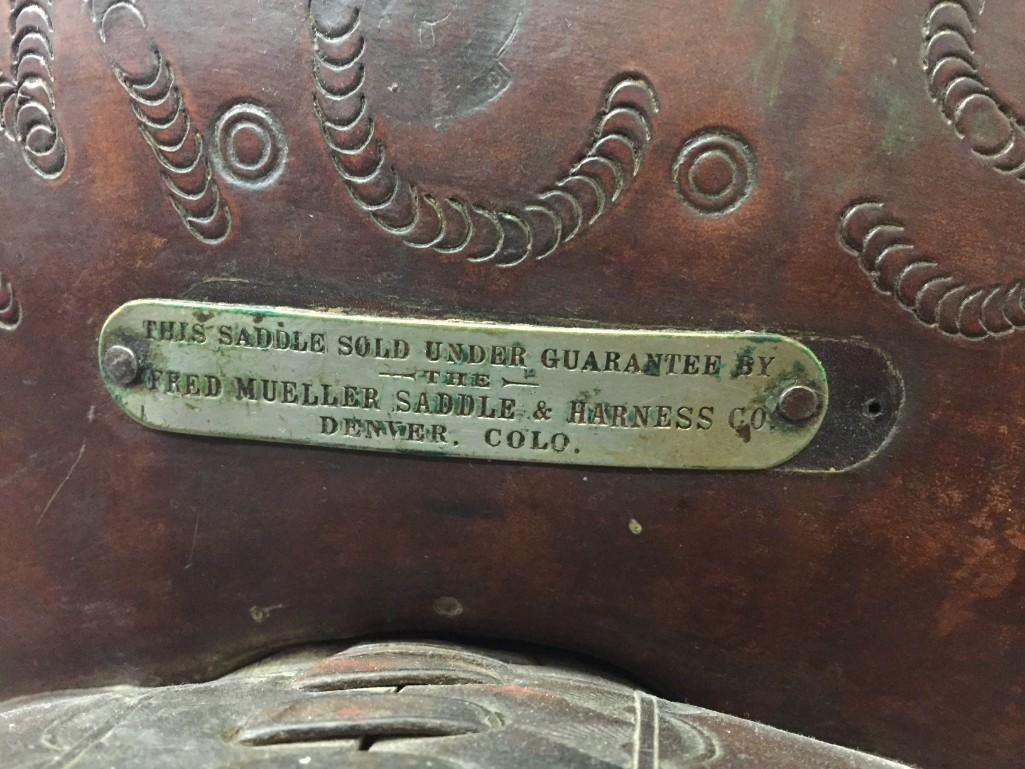 THIS SADDLE SOLD UNDER GUARANTEE BY
THE
FRED MUELLER SADDLE & HARNESS CO.
DENVER. COLO.